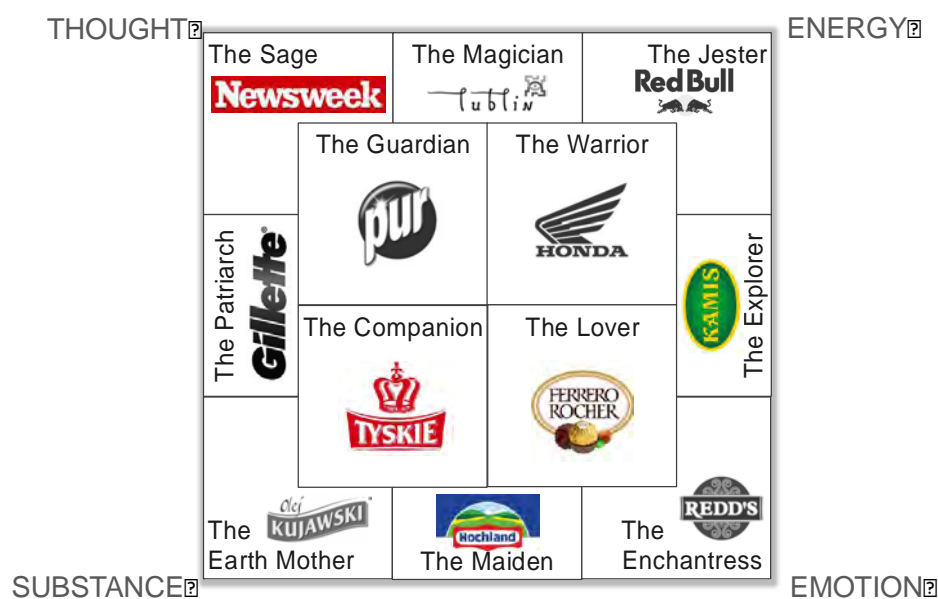 THOUGHT
ENERGY
The Sage
Newsweek
The Magician
lublin
The Jester
Red Bull
The Guardian
pur
The Warrior
HONDA
The Patriarch
Gillette
The Explorer
KAMIS
The Companion
TYSKIE
The Lover
FERRERO
ROCHER
The
Earth Mother
Olej
KUJAWSKI
Hochland
The Maiden
REDD'S
The
Enchantress
SUBSTANCE
EMOTION